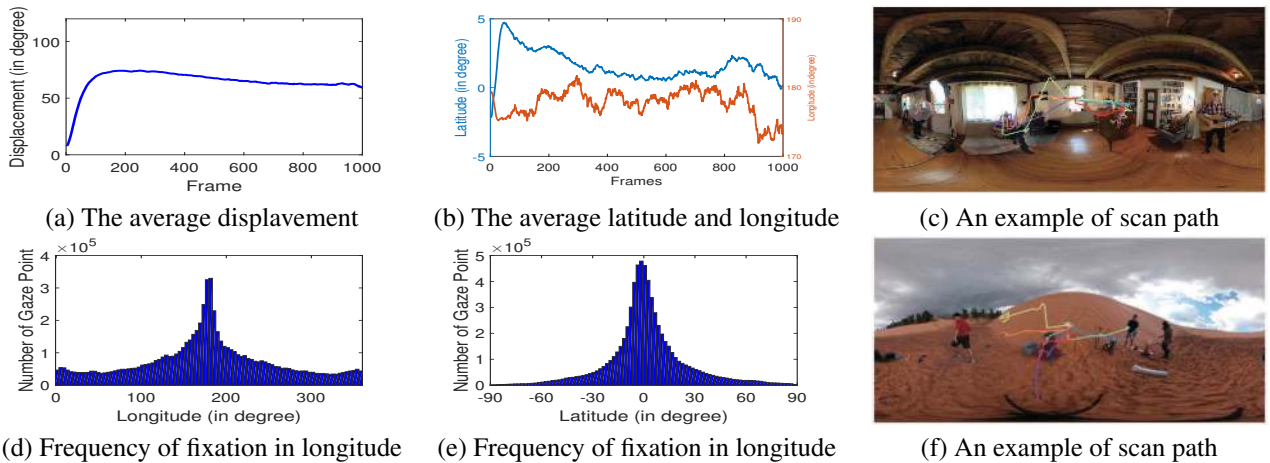 Displacement (in degree)
100
50
0
0 200 400 600 800 1000
Frame
(a) The average displavement
Latitude (in degree)
5
0
-5
190
180
170
Longitude (in degree)
0 200 400 600 800 1000
Frames
(b) The average latitude and longitude
(c) An example of scan path
Number of Gaze Point
×10⁵
4
3
2
1
0
0 100 200 300
Longitude (in degree)
(d) Frequency of fixation in longitude
Number of Gaze Point
×10⁵
5
4
3
2
1
0
-90 -60 -30 0 30 60 90
Latitude (in degree)
(e) Frequency of fixation in longitude
(f) An example of scan path